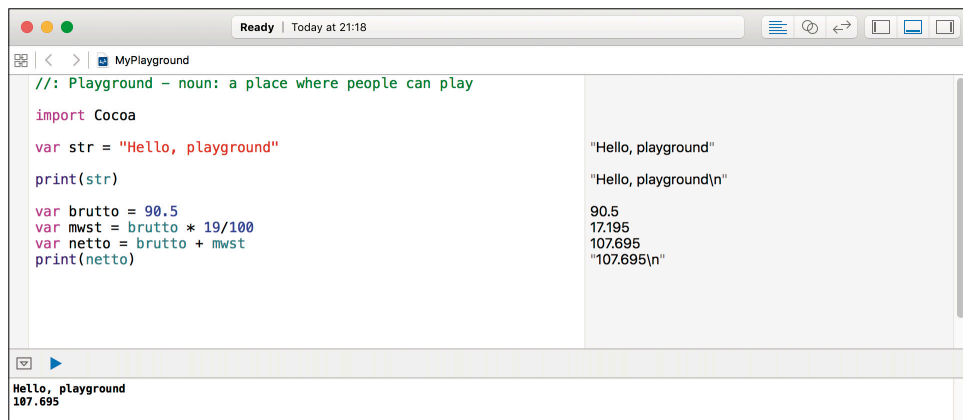 Ready | Today at 21:18
MyPlayground
//: Playground – noun: a place where people can play
import Cocoa
var str = "Hello, playground" "Hello, playground"
print(str) "Hello, playground\n"
var brutto = 90.5 90.5
var mwst = brutto * 19/100 17.195
var netto = brutto + mwst 107.695
print(netto) "107.695\n"
Hello, playground
107.695